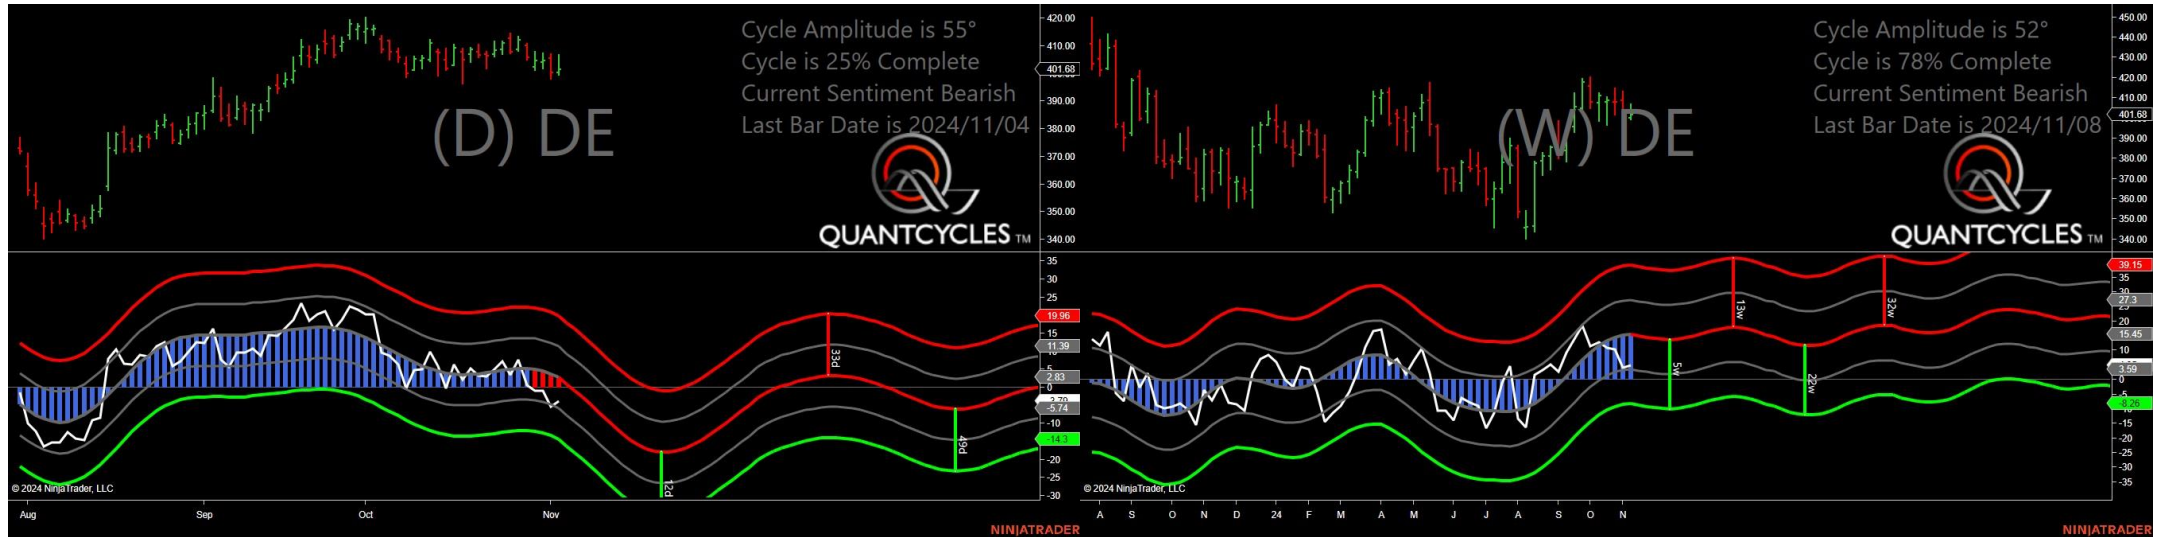 Cycle Amplitude is 55°
Cycle is 25% Complete
Current Sentiment Bearish
Last Bar Date is 2024/11/04
(D) DE
QUANTCYCLES TM
420.00
410.00
401.68
390.00
380.00
370.00
360.00
350.00
340.00
35
30
25
19.96
15
11.39
5
2.83
0
-5.74
-10
-14.3
-20
-25
-30
33d
49d
12d
© 2024 NinjaTrader, LLC
Aug Sep Oct Nov
NINJATRADER
Cycle Amplitude is 52°
Cycle is 78% Complete
Current Sentiment Bearish
Last Bar Date is 2024/11/08
(W) DE
QUANTCYCLES TM
450.00
440.00
430.00
420.00
410.00
401.68
390.00
380.00
370.00
360.00
350.00
340.00
39.15
35
30
27.3
20
15.45
10
3.59
0
-5
-8.26
-10
-15
-20
-25
-30
-35
13w
32w
5w
22w
© 2024 NinjaTrader, LLC
A S O N D 24 F M A M J J A S O N
NINJATRADER